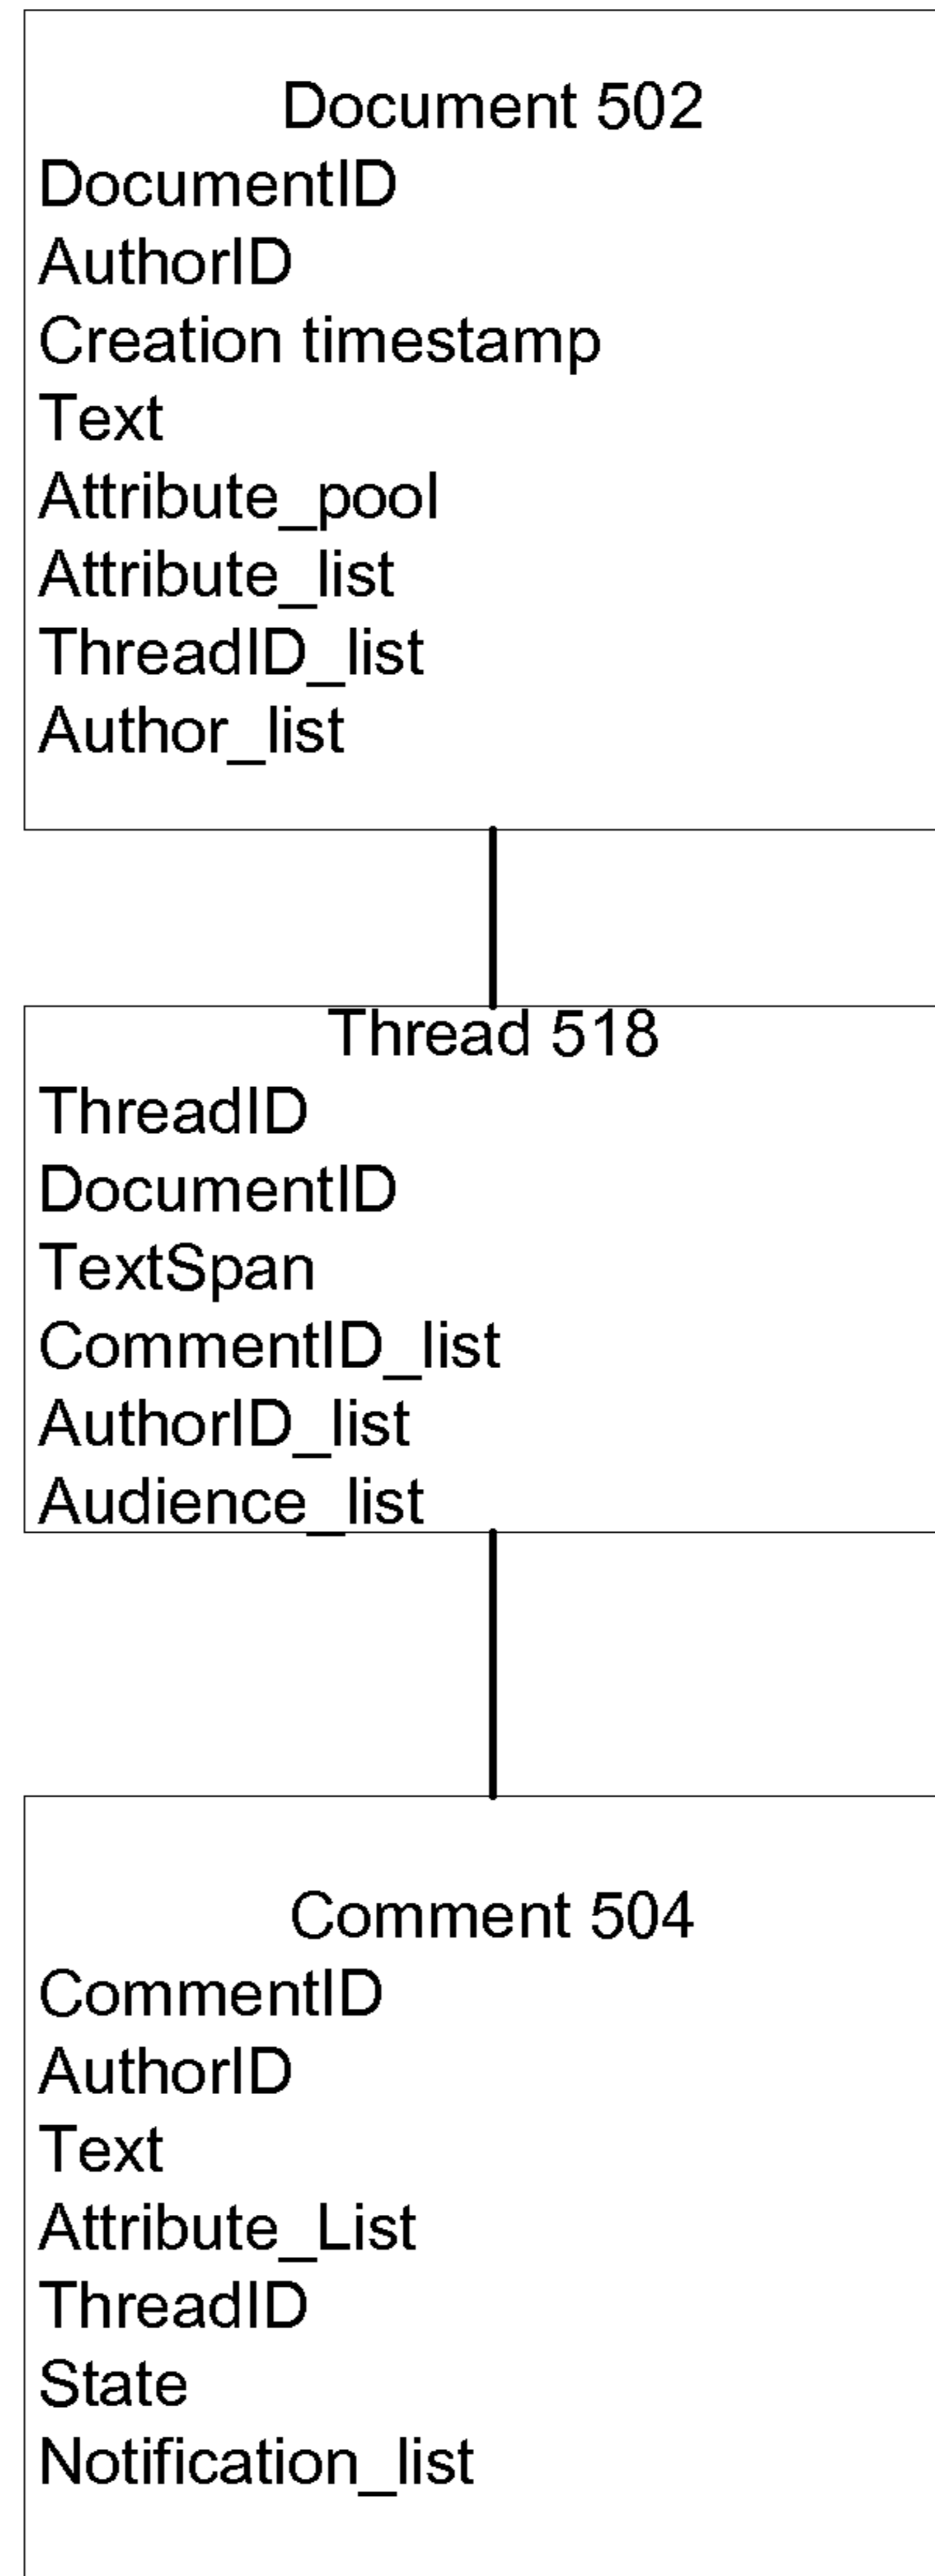 Document 502
DocumentID
AuthorID
Creation timestamp
Text
Attribute_pool
Attribute_list
ThreadID_list
Author_list
Thread 518
ThreadID
DocumentID
TextSpan
CommentID_list
AuthorID_list
Audience_list
Comment 504
CommentID
AuthorID
Text
Attribute_List
ThreadID
State
Notification_list